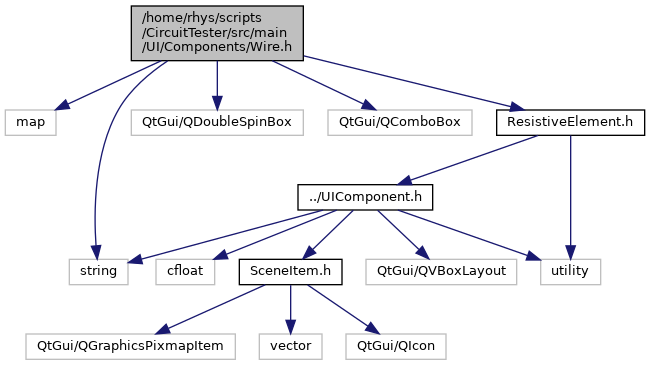 /home/rhys/scripts
/CircuitTester/src/main
/UI/Components/Wire.h
map
QtGui/QDoubleSpinBox
QtGui/QComboBox
ResistiveElement.h
../UIComponent.h
string
cfloat
SceneItem.h
QtGui/QVBoxLayout
utility
QtGui/QGraphicsPixmapItem
vector
QtGui/QIcon